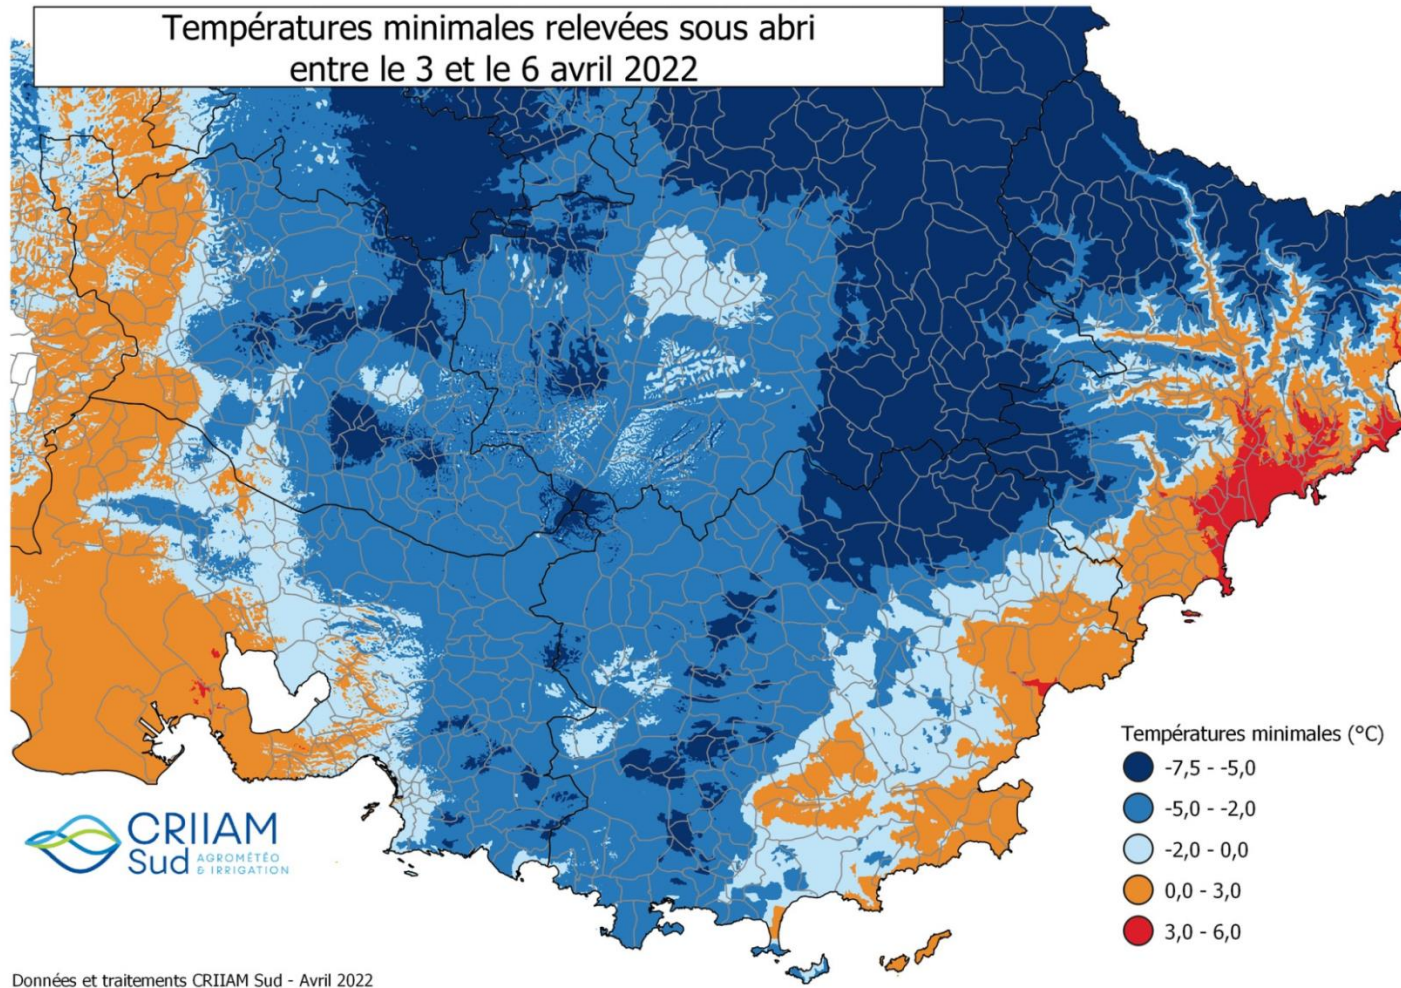 Températures minimales relevées sous abri
entre le 3 et le 6 avril 2022
Températures minimales (°C)
-7,5 - -5,0
-5,0 - -2,0
-2,0 - 0,0
0,0 - 3,0
3,0 - 6,0
CRIIAM
Sud AGROMÉTÉO
& IRRIGATION
Données et traitements CRIIAM Sud - Avril 2022